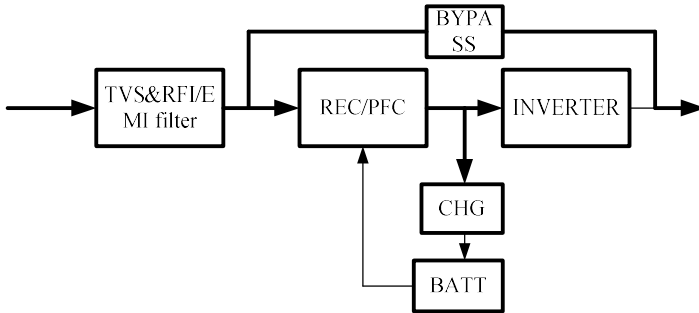 BYPA
SS
TVS&RFI/E
MI filter
REC/PFC
INVERTER
CHG
BATT